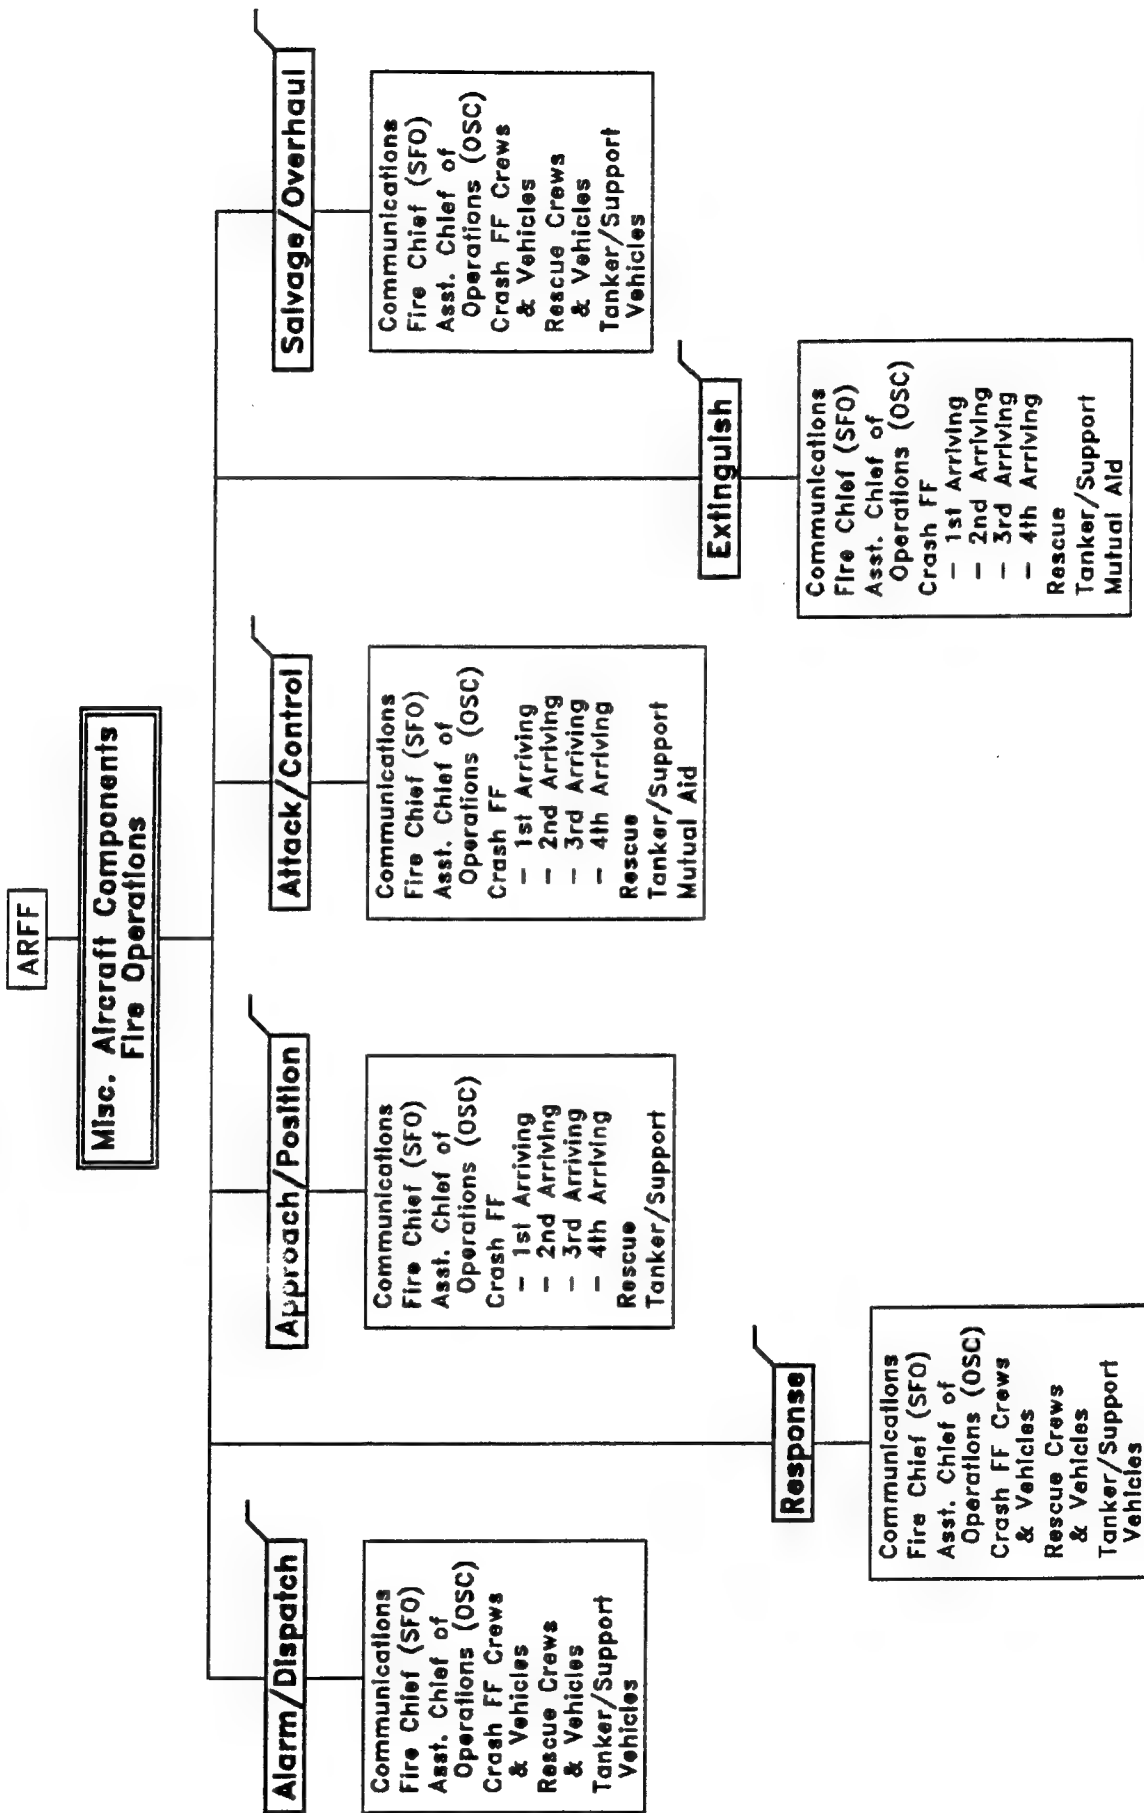 ARFF
Misc. Aircraft Components
Fire Operations
Alarm/Dispatch
Communications
Fire Chief (SFO)
Asst. Chief of
Operations (OSC)
Crash FF Crews
& Vehicles
Rescue Crews
& Vehicles
Tanker/Support
Vehicles
Response
Communications
Fire Chief (SFO)
Asst. Chief of
Operations (OSC)
Crash FF Crews
& Vehicles
Rescue Crews
& Vehicles
Tanker/Support
Vehicles
Approach/Position
Communications
Fire Chief (SFO)
Asst. Chief of
Operations (OSC)
Crash FF
- 1st Arriving
- 2nd Arriving
- 3rd Arriving
- 4th Arriving
Rescue
Tanker/Support
Attack/Control
Communications
Fire Chief (SFO)
Asst. Chief of
Operations (OSC)
Crash FF
- 1st Arriving
- 2nd Arriving
- 3rd Arriving
- 4th Arriving
Rescue
Tanker/Support
Mutual Aid
Extinguish
Communications
Fire Chief (SFO)
Asst. Chief of
Operations (OSC)
Crash FF
- 1st Arriving
- 2nd Arriving
- 3rd Arriving
- 4th Arriving
Rescue
Tanker/Support
Mutual Aid
Salvage/Overhaul
Communications
Fire Chief (SFO)
Asst. Chief of
Operations (OSC)
Crash FF Crews
& Vehicles
Rescue Crews
& Vehicles
Tanker/Support
Vehicles